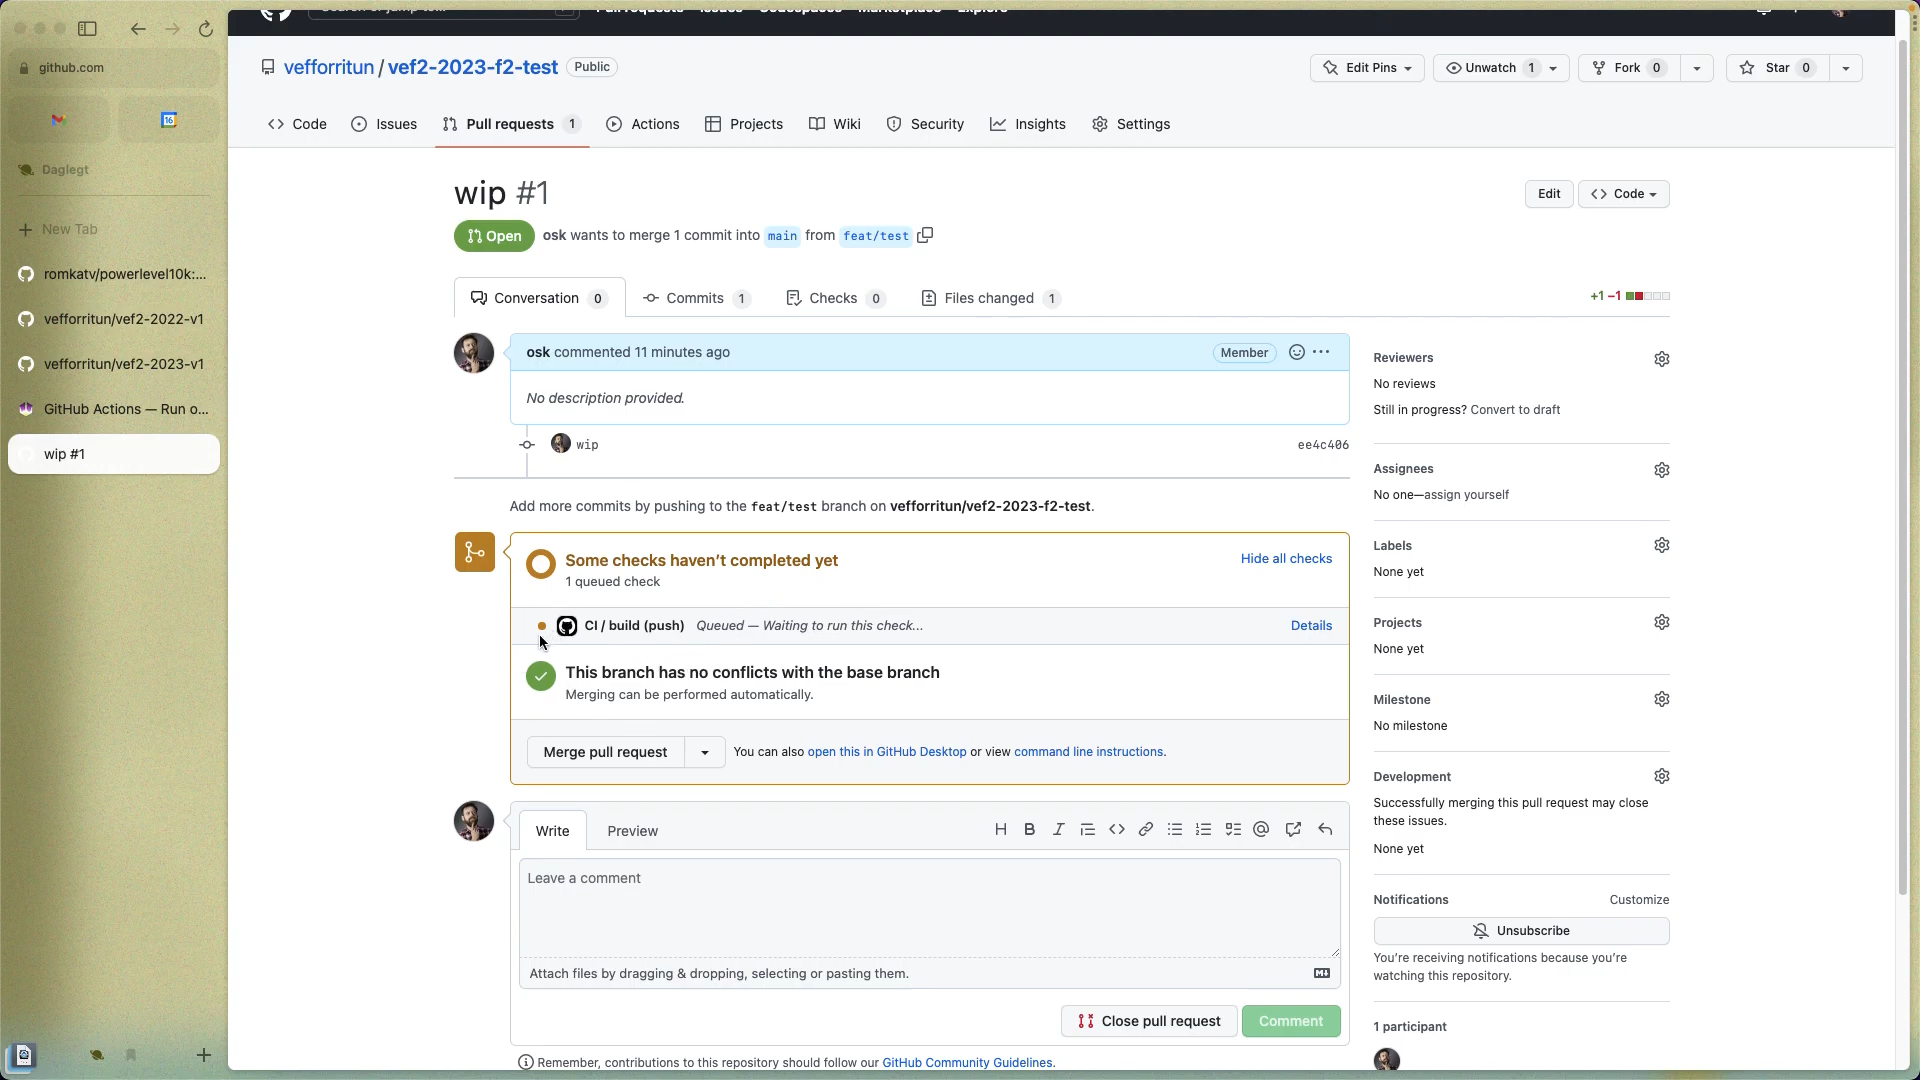 github.com
16
Daglegt
New Tab
romkatv/powerlevel10k:...
vefforritun/vef2-2022-v1
vefforritun/vef2-2023-v1
GitHub Actions — Run o...
wip #1
Pull requests Issues Codespaces Marketplace Explore
vefforritun / vef2-2023-f2-test Public
Edit Pins Unwatch 1 Fork 0 Star 0
Code Issues Pull requests 1 Actions Projects Wiki Security Insights Settings
wip #1
Edit Code
Open osk wants to merge 1 commit into main from feat/test
Conversation 0 Commits 1 Checks 0 Files changed 1
+1 −1
osk commented 11 minutes ago Member
No description provided.
wip ee4c406
Add more commits by pushing to the feat/test branch on vefforritun/vef2-2023-f2-test.
Some checks haven’t completed yet
Hide all checks
1 queued check
CI / build (push) Queued — Waiting to run this check... Details
This branch has no conflicts with the base branch
Merging can be performed automatically.
Merge pull request You can also open this in GitHub Desktop or view command line instructions.
Write Preview
Leave a comment
Attach files by dragging & dropping, selecting or pasting them.
Close pull request Comment
Remember, contributions to this repository should follow our GitHub Community Guidelines.
Reviewers
No reviews
Still in progress? Convert to draft
Assignees
No one—assign yourself
Labels
None yet
Projects
None yet
Milestone
No milestone
Development
Successfully merging this pull request may close
these issues.
None yet
Notifications Customize
Unsubscribe
You’re receiving notifications because you’re
watching this repository.
1 participant